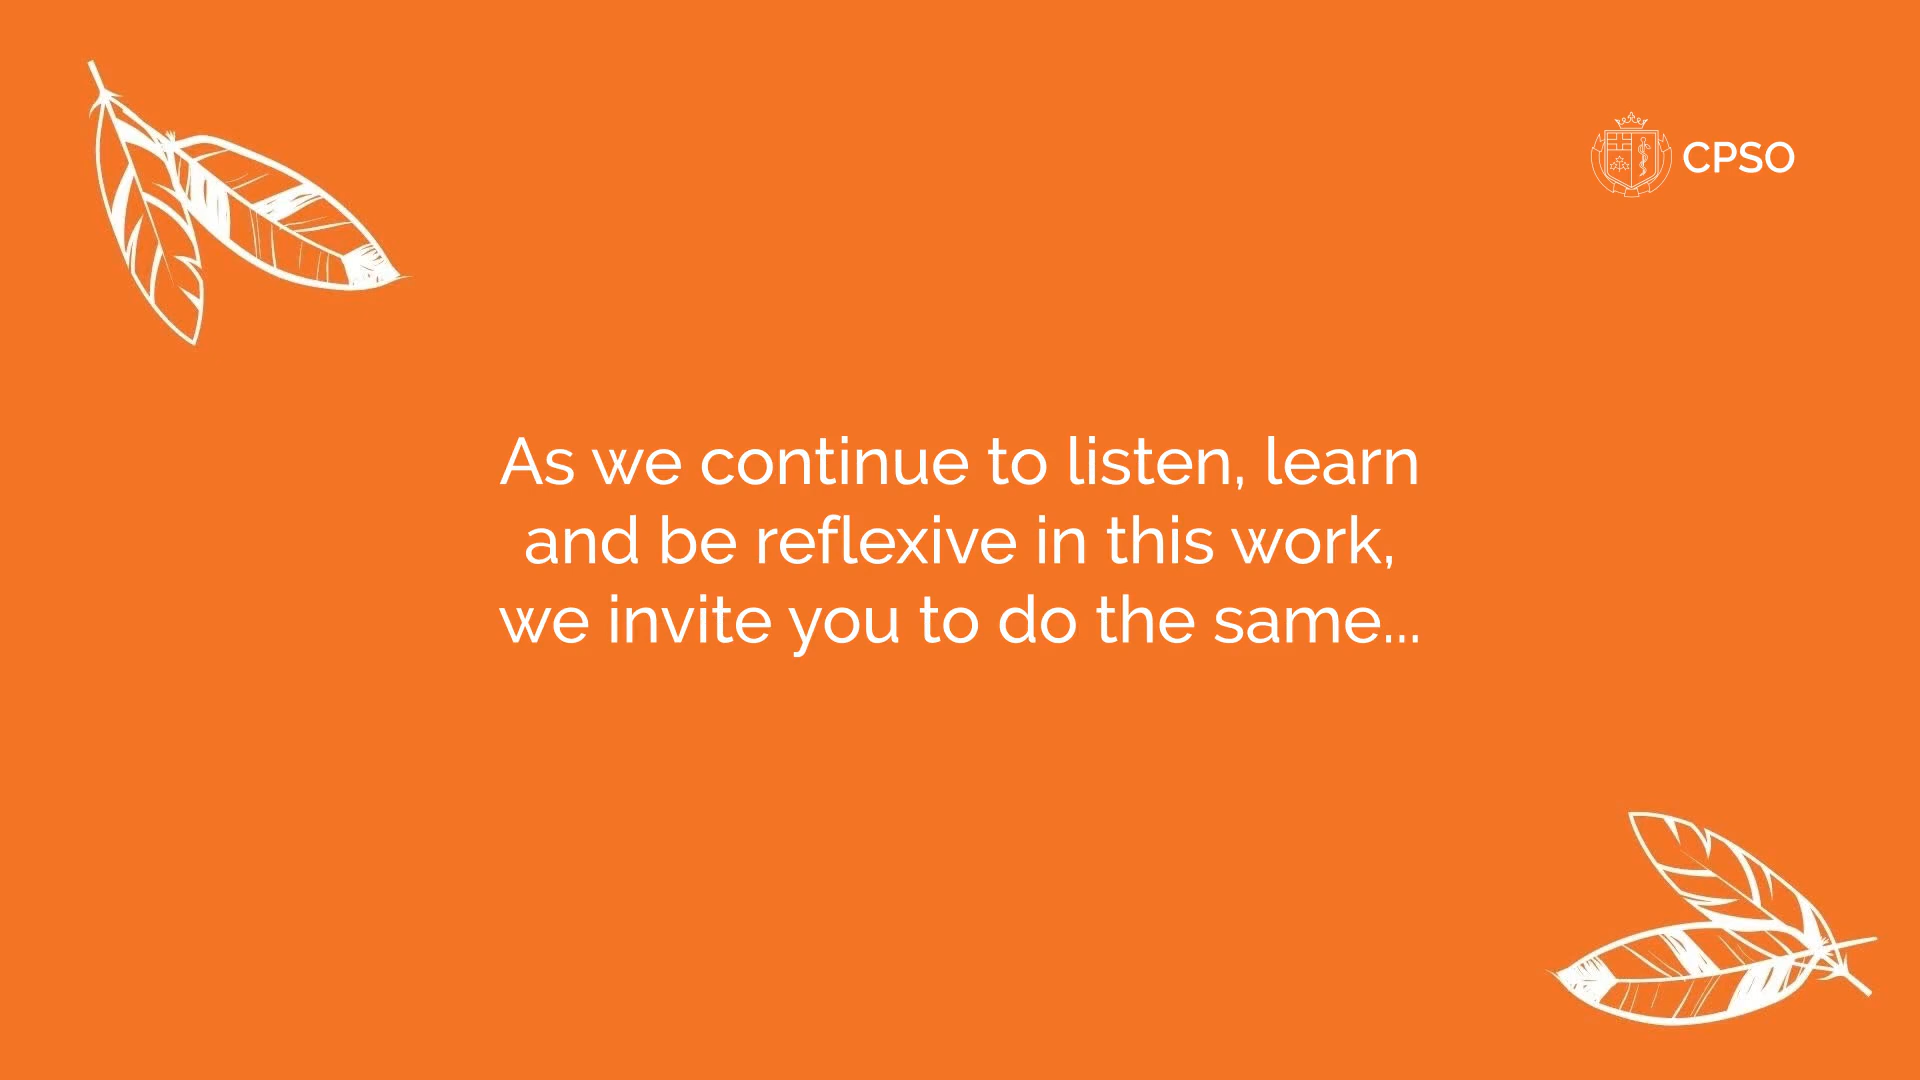 CPSO
As we continue to listen, learn
and be reflexive in this work,
we invite you to do the same...